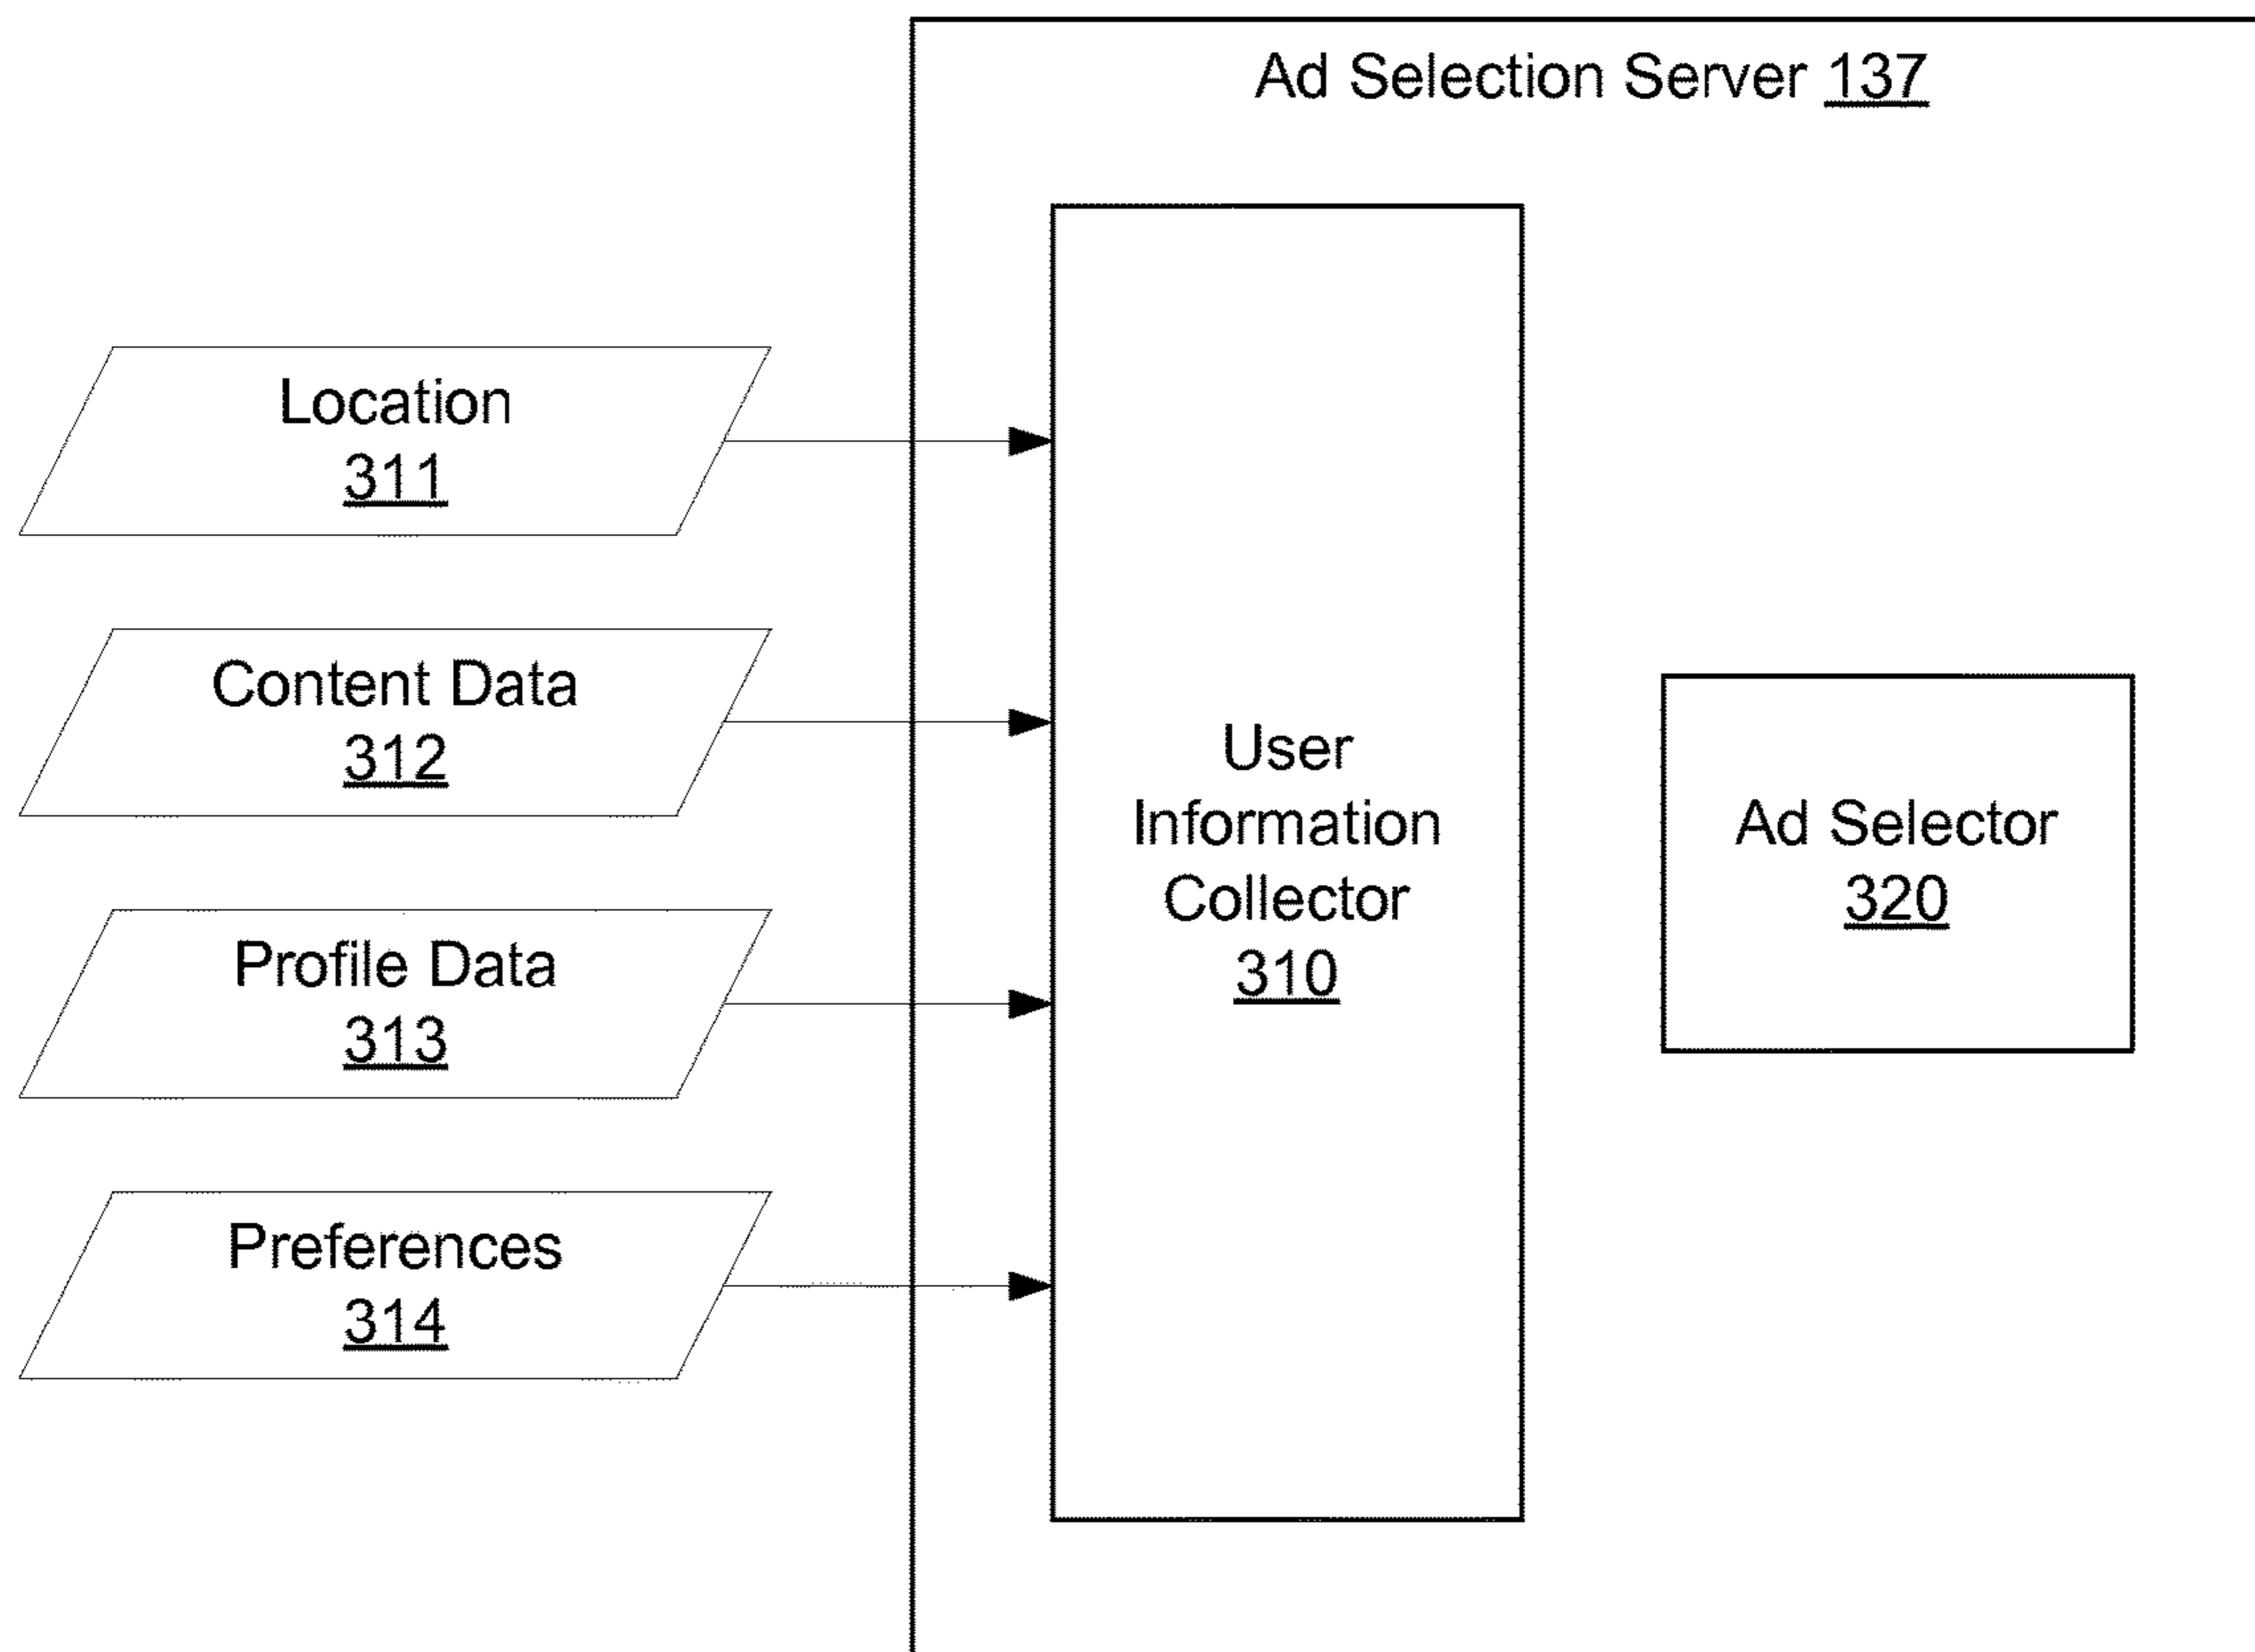 Ad Selection Server 137
Location
311
Content Data
312
Profile Data
313
Preferences
314
User
Information
Collector
310
Ad Selector
320